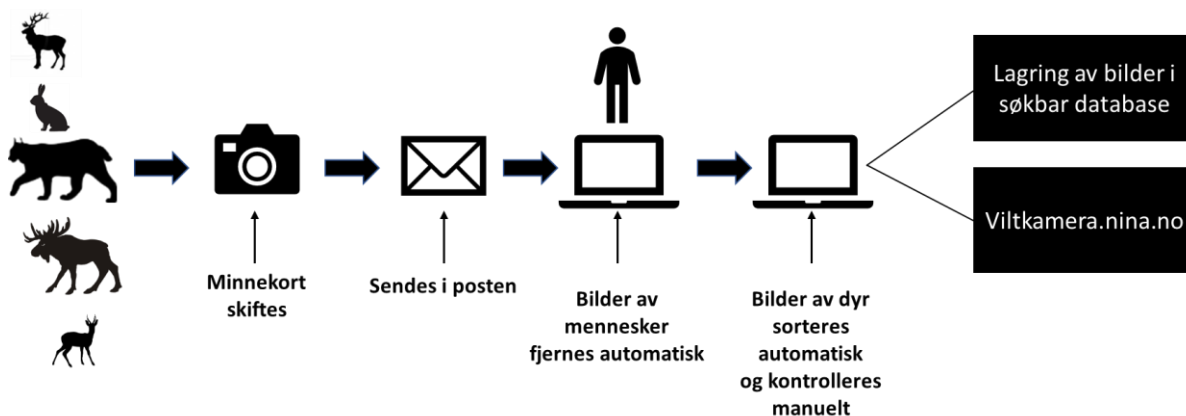 Minnekort
skiftes
Sendes i posten
Bilder av
mennesker
fjernes automatisk
Bilder av dyr
sorteres
automatisk
og kontrolleres
manuelt
Lagring av bilder i
søkbar database
Viltkamera.nina.no